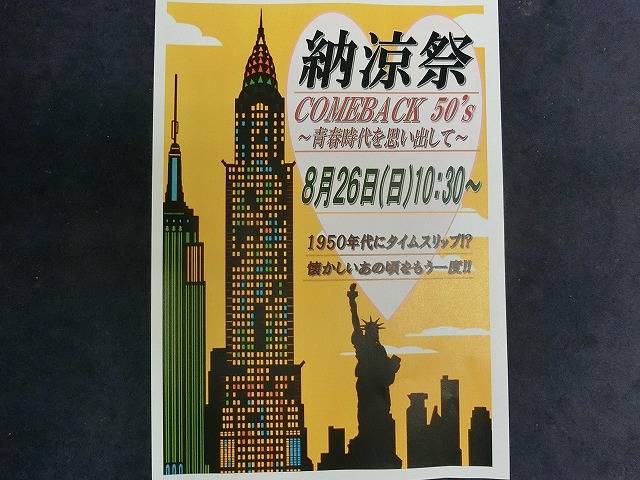 納涼祭
COMEBACK 50's
～青春時代を思い出して～
8月26日(日)10:30～
1950年代にタイムスリップ!?
懐かしいあの頃をもう一度!!